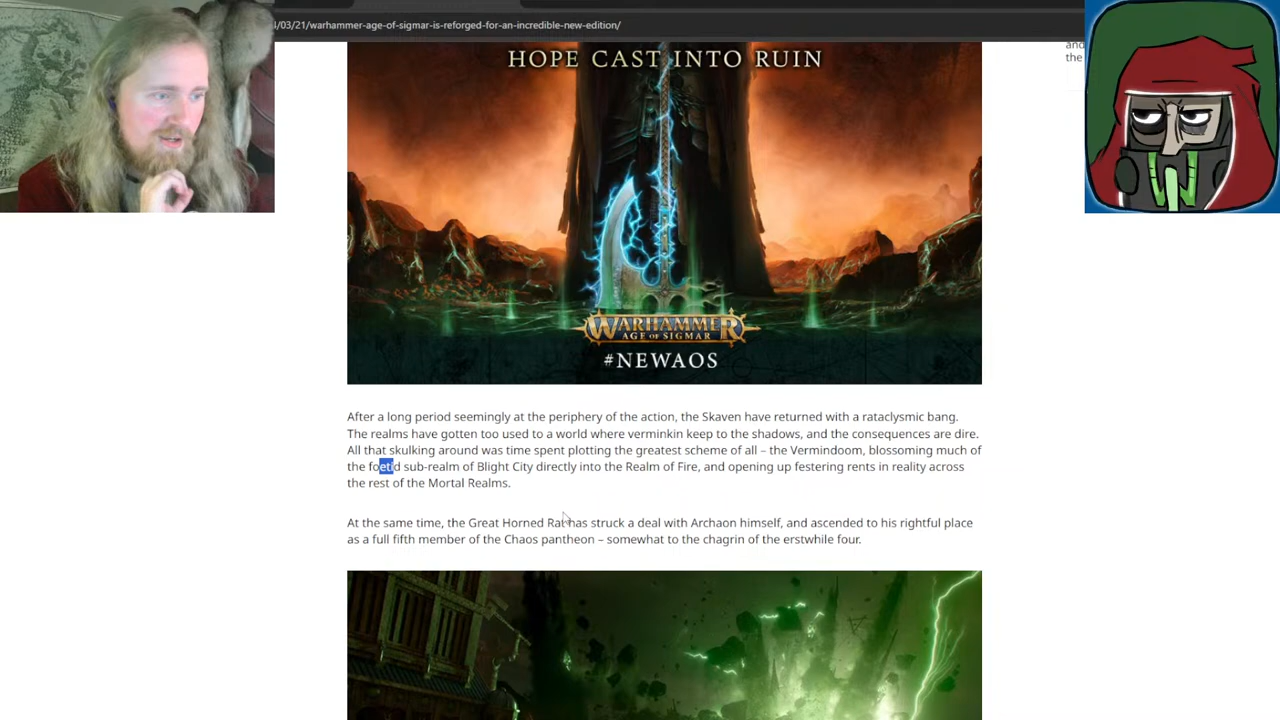 4/03/21/warhammer-age-of-sigmar-is-reforged-for-an-incredible-new-edition/
and
the
HOPE CAST INTO RUIN
WARHAMMER
AGE OF SIGMAR
#NEWAOS
After a long period seemingly at the periphery of the action, the Skaven have returned with a rataclysmic bang.
The realms have gotten too used to a world where verminkin keep to the shadows, and the consequences are dire.
All that skulking around was time spent plotting the greatest scheme of all – the Vermindoom, blossoming much of
the foetid sub-realm of Blight City directly into the Realm of Fire, and opening up festering rents in reality across
the rest of the Mortal Realms.
At the same time, the Great Horned Rat has struck a deal with Archaon himself, and ascended to his rightful place
as a full fifth member of the Chaos pantheon – somewhat to the chagrin of the erstwhile four.